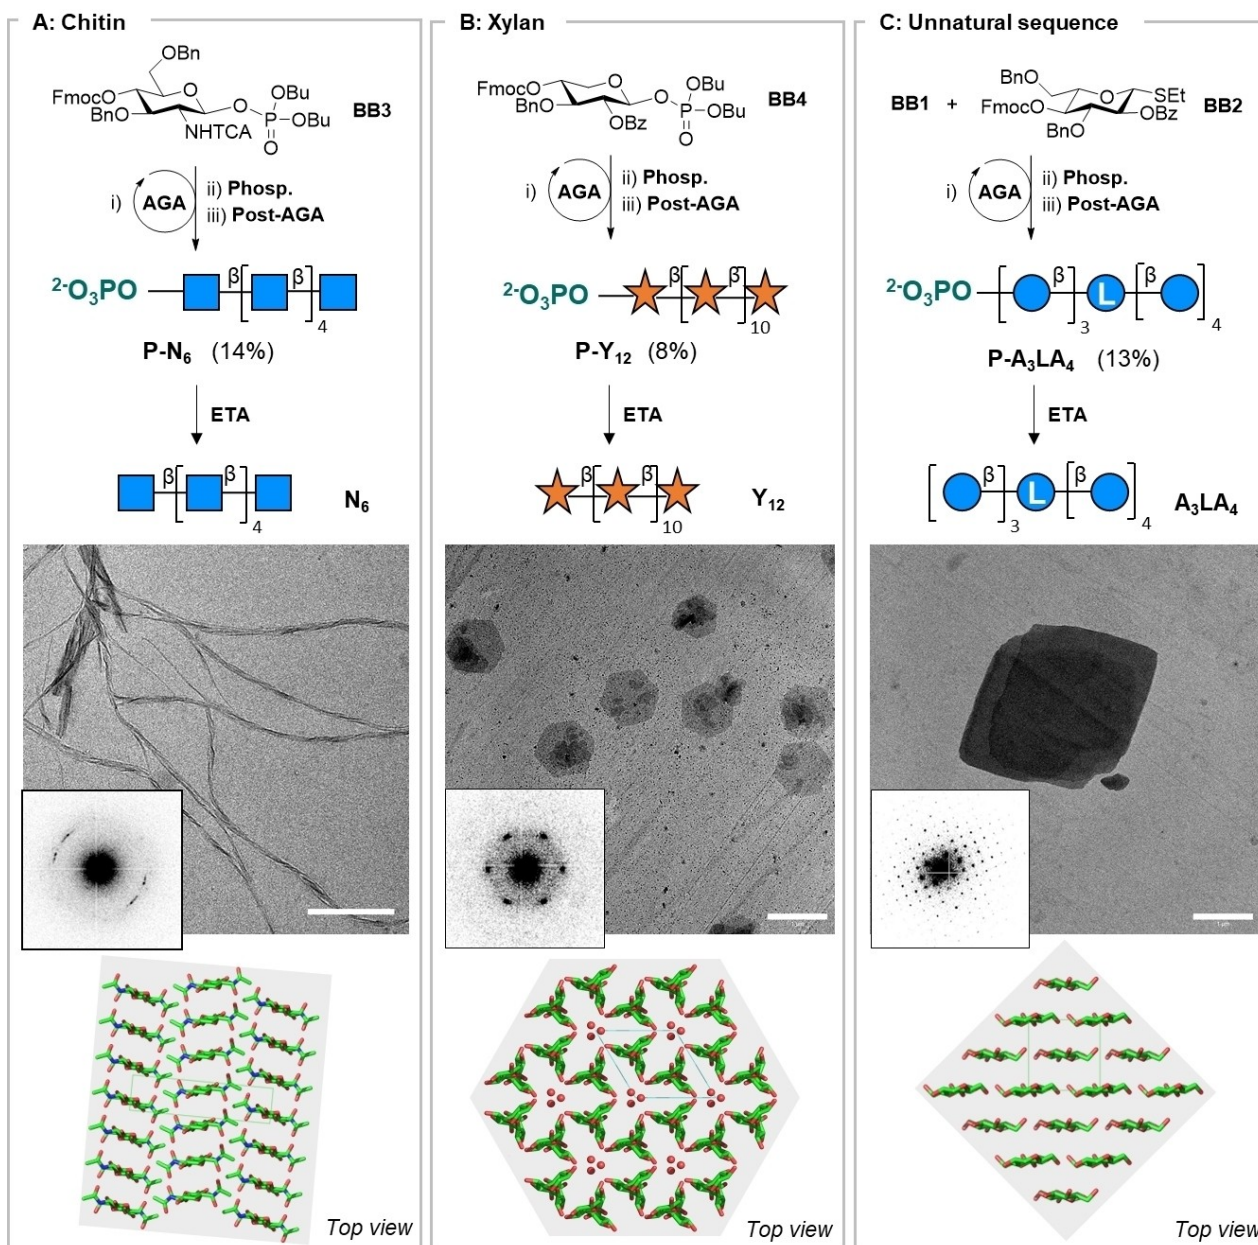 A: Chitin
OBn
FmocO
BnO
NHTCA
O
O
P
O
OBu
OBu
BB3
i)
AGA
ii) Phosp.
iii) Post-AGA
²⁻O₃PO
β
β
4
P-N₆ (14%)
ETA
β
β
4
N₆
Top view
B: Xylan
FmocO
BnO
OBz
O
O
P
O
OBu
OBu
BB4
i)
AGA
ii) Phosp.
iii) Post-AGA
²⁻O₃PO
β
β
10
P-Y₁₂ (8%)
ETA
β
β
10
Y₁₂
Top view
C: Unnatural sequence
BB1 +
BnO
FmocO
BnO
O
SEt
OBz
BB2
i)
AGA
ii) Phosp.
iii) Post-AGA
²⁻O₃PO
β
3
L
β
4
P-A₃LA₄ (13%)
ETA
β
3
L
β
4
A₃LA₄
Top view